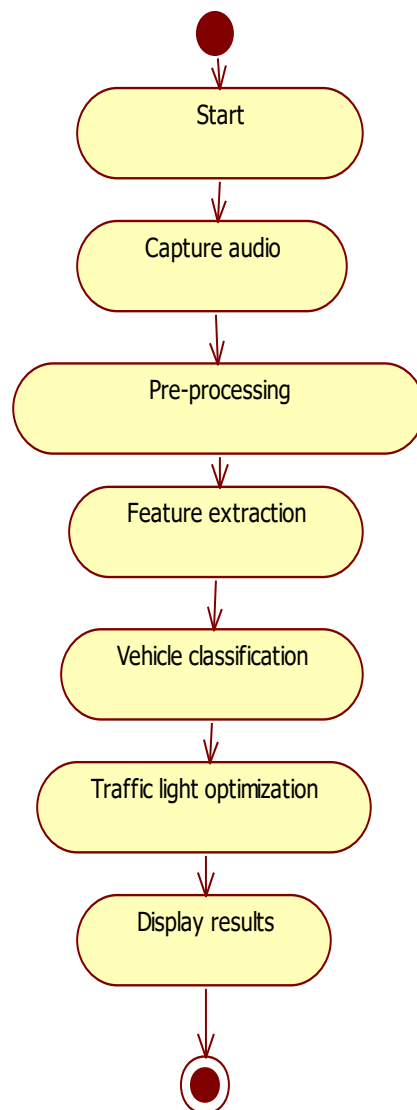 Start
Capture audio
Pre-processing
Feature extraction
Vehicle classification
Traffic light optimization
Display results